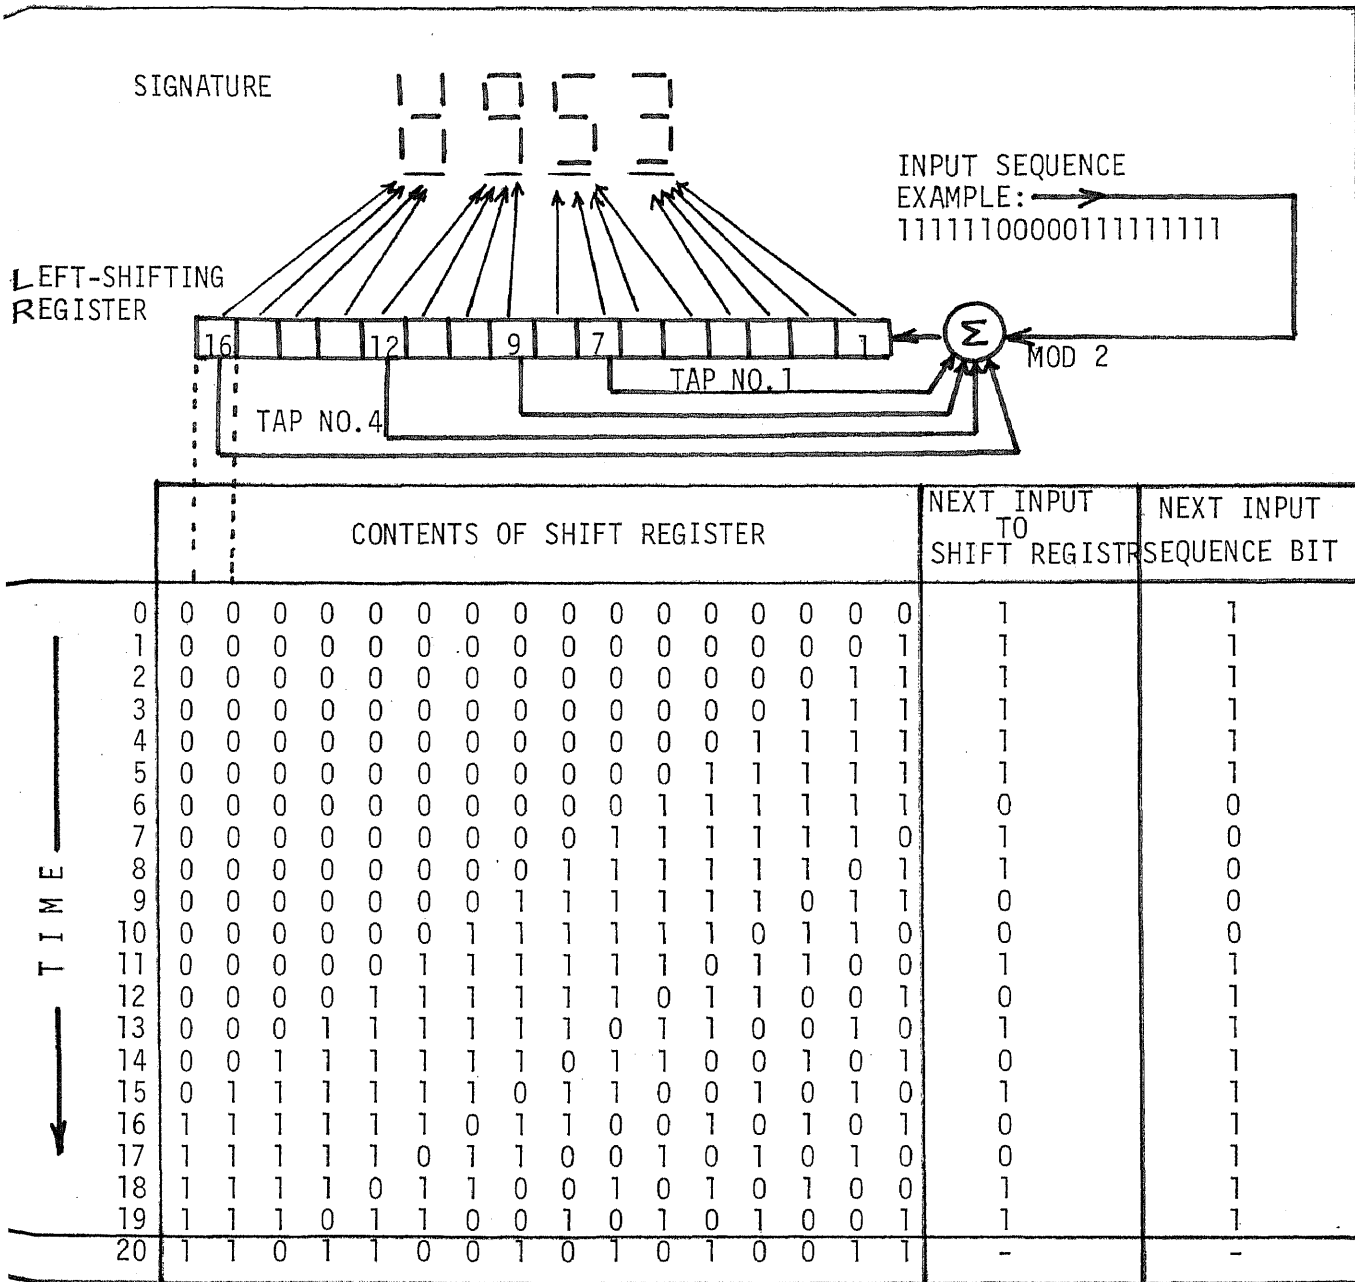 SIGNATURE
H953
INPUT SEQUENCE
EXAMPLE:
11111100000111111111
LEFT-SHIFTING
REGISTER
16 12 9 7 1
Σ
MOD 2
TAP NO.1
TAP NO.4
CONTENTS OF SHIFT REGISTER
NEXT INPUT
TO
SHIFT REGISTR
NEXT INPUT
SEQUENCE BIT
TIME
0 0 0 0 0 0 0 0 0 0 0 0 0 0 0 0 0 1 1
1 0 0 0 0 0 0 0 0 0 0 0 0 0 0 0 1 1 1
2 0 0 0 0 0 0 0 0 0 0 0 0 0 0 1 1 1 1
3 0 0 0 0 0 0 0 0 0 0 0 0 0 1 1 1 1 1
4 0 0 0 0 0 0 0 0 0 0 0 0 1 1 1 1 1 1
5 0 0 0 0 0 0 0 0 0 0 0 1 1 1 1 1 1 1
6 0 0 0 0 0 0 0 0 0 0 1 1 1 1 1 1 0 0
7 0 0 0 0 0 0 0 0 0 1 1 1 1 1 1 0 1 0
8 0 0 0 0 0 0 0 0 1 1 1 1 1 1 0 1 1 0
9 0 0 0 0 0 0 0 1 1 1 1 1 1 0 1 1 0 0
10 0 0 0 0 0 0 1 1 1 1 1 1 0 1 1 0 0 0
11 0 0 0 0 0 1 1 1 1 1 1 0 1 1 0 0 1 1
12 0 0 0 0 1 1 1 1 1 1 0 1 1 0 0 1 0 1
13 0 0 0 1 1 1 1 1 1 0 1 1 0 0 1 0 1 1
14 0 0 1 1 1 1 1 1 0 1 1 0 0 1 0 1 0 1
15 0 1 1 1 1 1 1 0 1 1 0 0 1 0 1 0 1 1
16 1 1 1 1 1 1 0 1 1 0 0 1 0 1 0 1 0 1
17 1 1 1 1 1 0 1 1 0 0 1 0 1 0 1 0 0 1
18 1 1 1 1 0 1 1 0 0 1 0 1 0 1 0 0 1 1
19 1 1 1 0 1 1 0 0 1 0 1 0 1 0 0 1 1 1
20 1 1 0 1 1 0 0 1 0 1 0 1 0 0 1 1 - -